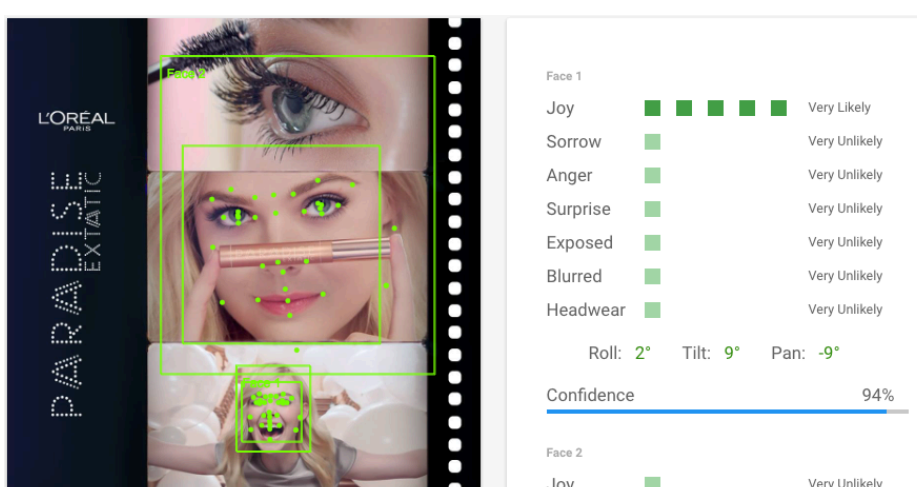 L'ORÉAL
PARIS
PARADISE
EXTATIC
Face 2
Face 1
Face 1
Joy Very Likely
Sorrow Very Unlikely
Anger Very Unlikely
Surprise Very Unlikely
Exposed Very Unlikely
Blurred Very Unlikely
Headwear Very Unlikely
Roll: 2° Tilt: 9° Pan: -9°
Confidence 94%
Face 2
Joy Very Unlikely